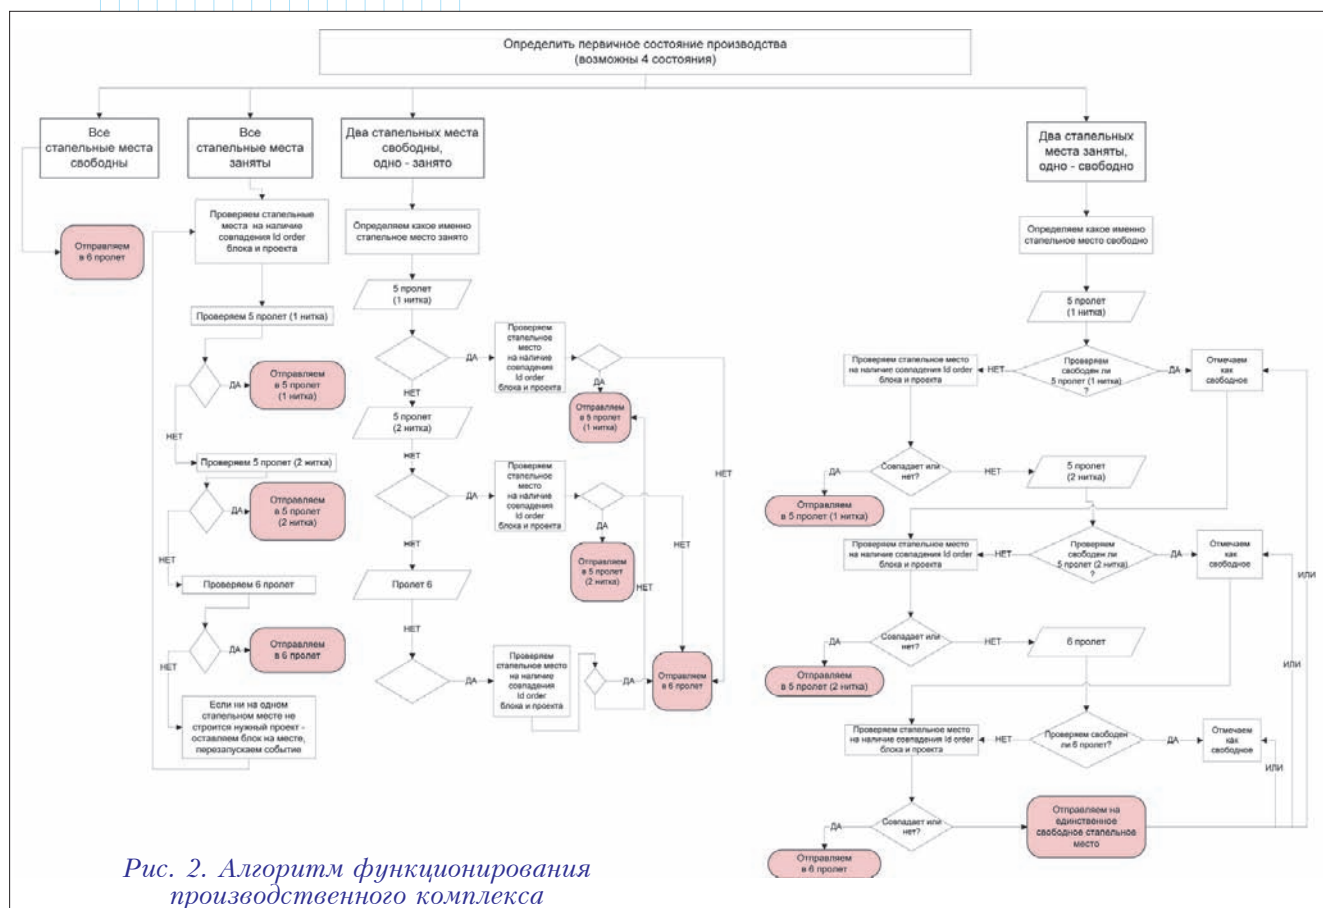 Определить первичное состояние производства
(возможны 4 состояния)
Все
стапельные места
свободны
Отправляем
в 6 пролет
Все
стапельные места
заняты
Проверяем стапельные
места на наличие
совпадения Id order
блока и проекта
Проверяем 5 пролет (1 нитка)
ДА
Отправляем
в 5 пролет
(1 нитка)
НЕТ
Проверяем 5 пролет (2 нитка)
ДА
Отправляем
в 5 пролет
(2 нитка)
НЕТ
Проверяем 6 пролет
ДА
Отправляем
в 6 пролет
НЕТ
Если ни на одном
стапельном месте не
строится нужный проект -
оставляем блок на месте,
перезапускаем событие
Два стапельных места
свободны,
одно - занято
Определяем какое именно
стапельное место занято
5 пролет
(1 нитка)
ДА
Проверяем
стапельное
место
на наличие
совпадения
Id order
блока и проекта
ДА
Отправляем
в 5 пролет
(1 нитка)
НЕТ
НЕТ
5 пролет
(2 нитка)
НЕТ
ДА
Проверяем
стапельное
место
на наличие
совпадения
Id order
блока и проекта
ДА
Отправляем
в 5 пролет
(2 нитка)
НЕТ
НЕТ
НЕТ
Пролет 6
НЕТ
ДА
Проверяем
стапельное место
на наличие
совпадения
Id order
блока и проекта
ДА
Отправляем
в 6 пролет
Два стапельных
места заняты,
одно - свободно
Определяем какое именно
стапельное место свободно
5 пролет
(1 нитка)
Проверяем стапельное место
на наличие совпадения Id order
блока и проекта
НЕТ
Проверяем
свободен ли
5 пролет (1 нитка)
?
ДА
Отмечаем
как
свободное
Совпадает или
нет?
ДА
НЕТ
5 пролет
(2 нитка)
Отправляем
в 5 пролет (1 нитка)
Проверяем стапельное место
на наличие совпадения Id order
блока и проекта
НЕТ
Проверяем
свободен ли
5 пролет (2 нитка)
?
ДА
Отмечаем
как
свободное
ИЛИ
Совпадает или
нет?
ДА
НЕТ
6 пролет
Отправляем
в 5 пролет (2 нитка)
ИЛИ
Проверяем стапельное место
на наличие совпадения Id order
блока и проекта
НЕТ
Проверяем свободен
ли 6 пролет?
ДА
Отмечаем
как
свободное
ИЛИ
Совпадает или
нет?
ДА
Отправляем на
единственное
свободное стапельное
место
Отправляем
в 6 пролет
Рис. 2. Алгоритм функционирования
производственного комплекса